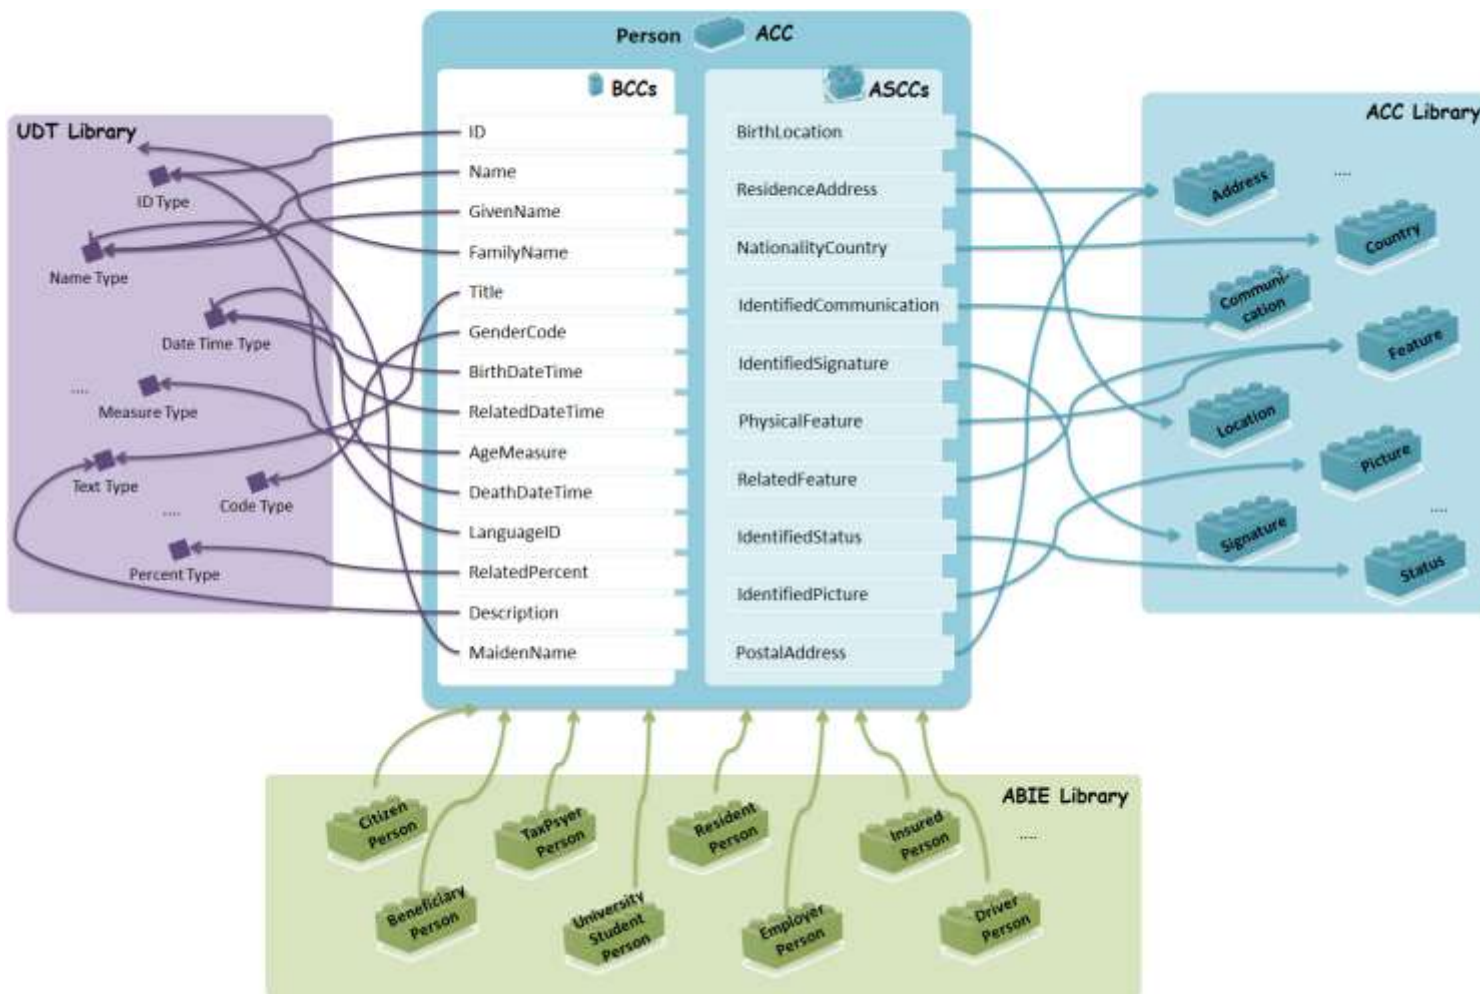 Person ACC
BCCs
ASCCs
UDT Library
ID Type
Name Type
Date Time Type
....
Measure Type
Text Type
Code Type
....
Percent Type
ID
Name
GivenName
FamilyName
Title
GenderCode
BirthDateTime
RelatedDateTime
AgeMeasure
DeathDateTime
LanguageID
RelatedPercent
Description
MaidenName
BirthLocation
ResidenceAddress
NationalityCountry
IdentifiedCommunication
IdentifiedSignature
PhysicalFeature
RelatedFeature
IdentifiedStatus
IdentifiedPicture
PostalAddress
ACC Library
Address
....
Country
Communi-
cation
Feature
Location
Picture
....
Signature
Status
ABIE Library
Citizen
Person
TaxPsyer
Person
Resident
Person
Insured
Person
....
Beneficiary
Person
University
Student
Person
Employer
Person
Driver
Person